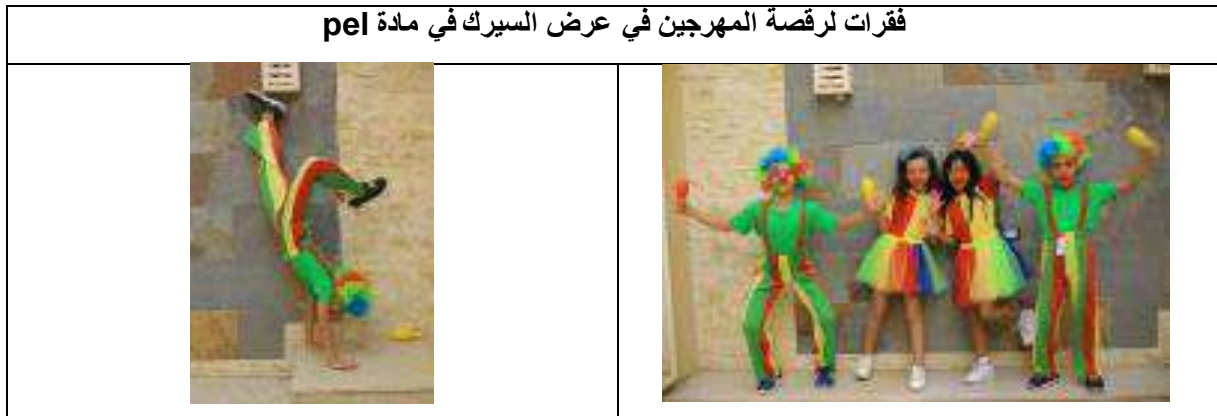 فقرات لرقصة المهرجين في عرض السيرك في مادة pel